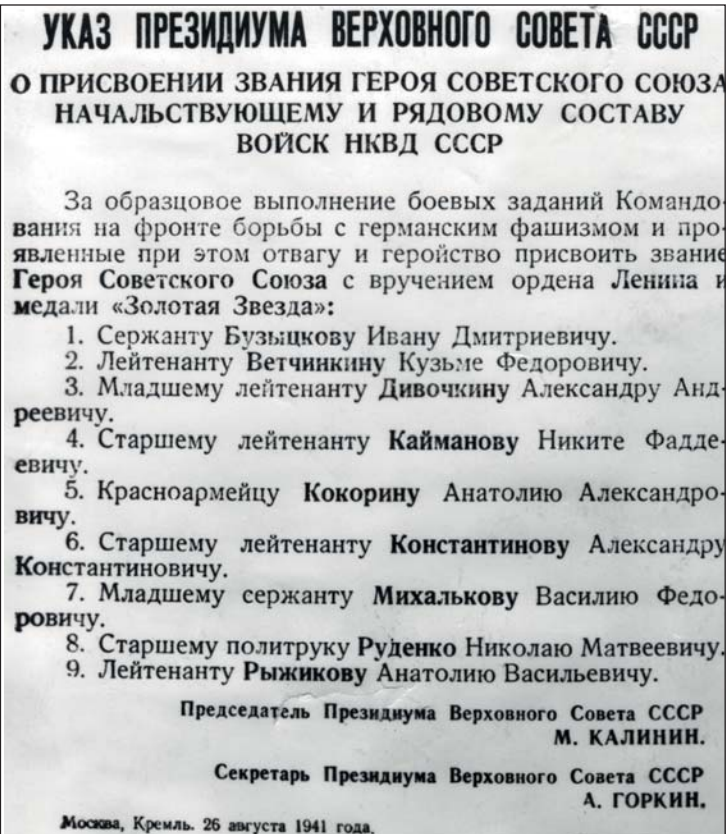 УКАЗ ПРЕЗИДИУМА ВЕРХОВНОГО СОВЕТА СССР
О ПРИСВОЕНИИ ЗВАНИЯ ГЕРОЯ СОВЕТСКОГО СОЮЗА
НАЧАЛЬСТВУЮЩЕМУ И РЯДОВОМУ СОСТАВУ
ВОЙСК НКВД СССР
За образцовое выполнение боевых заданий Командо-
вания на фронте борьбы с германским фашизмом и про-
явленные при этом отвагу и геройство присвоить звание
Героя Советского Союза с вручением ордена Ленина и
медали «Золотая Звезда»:
1. Сержанту Бузыцкову Ивану Дмитриевичу.
2. Лейтенанту Ветчинкину Кузьме Федоровичу.
3. Младшему лейтенанту Дивочкину Александру Анд-
реевичу.
4. Старшему лейтенанту Кайманову Никите Фадде-
евичу.
5. Красноармейцу Кокорину Анатолию Александро-
вичу.
6. Старшему лейтенанту Константинову Александру
Константиновичу.
7. Младшему сержанту Михалькову Василию Федо-
ровичу.
8. Старшему политруку Руденко Николаю Матвеевичу.
9. Лейтенанту Рыжикову Анатолию Васильевичу.
Председатель Президиума Верховного Совета СССР
М. КАЛИНИН.
Секретарь Президиума Верховного Совета СССР
А. ГОРКИН.
Москва, Кремль. 26 августа 1941 года.